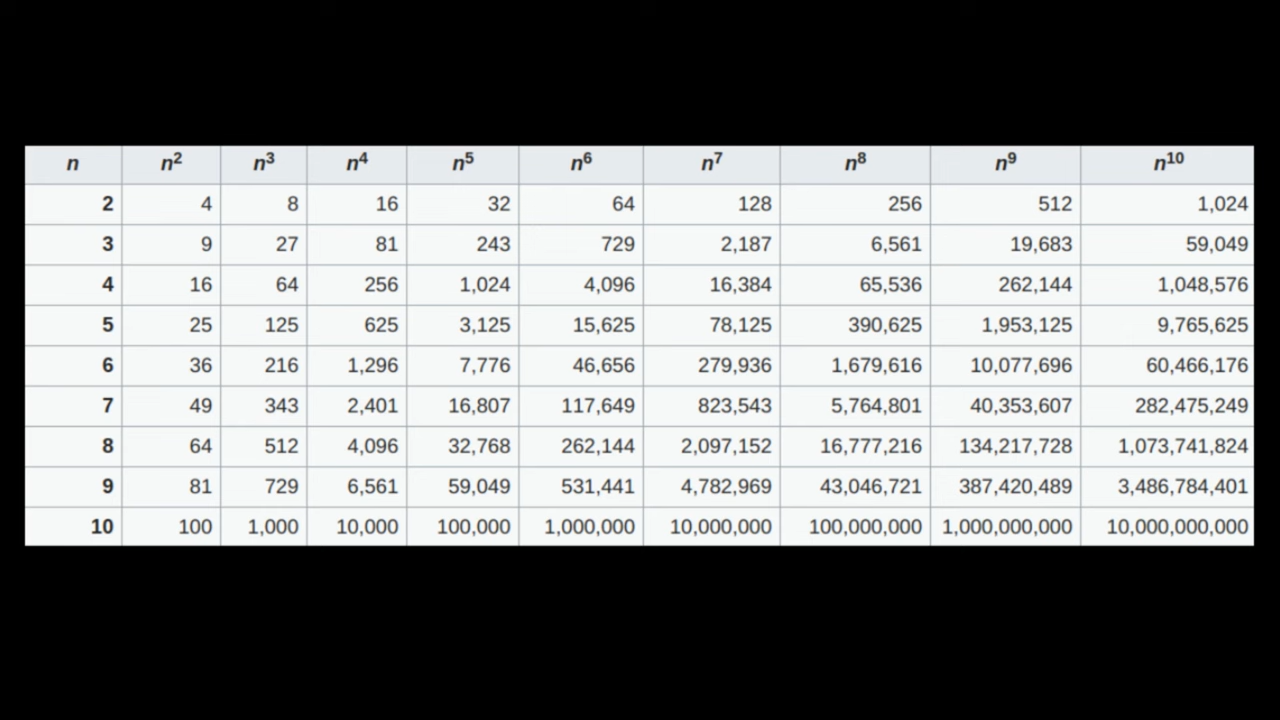 n n² n³ n⁴ n⁵ n⁶ n⁷ n⁸ n⁹ n¹⁰
2 4 8 16 32 64 128 256 512 1,024
3 9 27 81 243 729 2,187 6,561 19,683 59,049
4 16 64 256 1,024 4,096 16,384 65,536 262,144 1,048,576
5 25 125 625 3,125 15,625 78,125 390,625 1,953,125 9,765,625
6 36 216 1,296 7,776 46,656 279,936 1,679,616 10,077,696 60,466,176
7 49 343 2,401 16,807 117,649 823,543 5,764,801 40,353,607 282,475,249
8 64 512 4,096 32,768 262,144 2,097,152 16,777,216 134,217,728 1,073,741,824
9 81 729 6,561 59,049 531,441 4,782,969 43,046,721 387,420,489 3,486,784,401
10 100 1,000 10,000 100,000 1,000,000 10,000,000 100,000,000 1,000,000,000 10,000,000,000